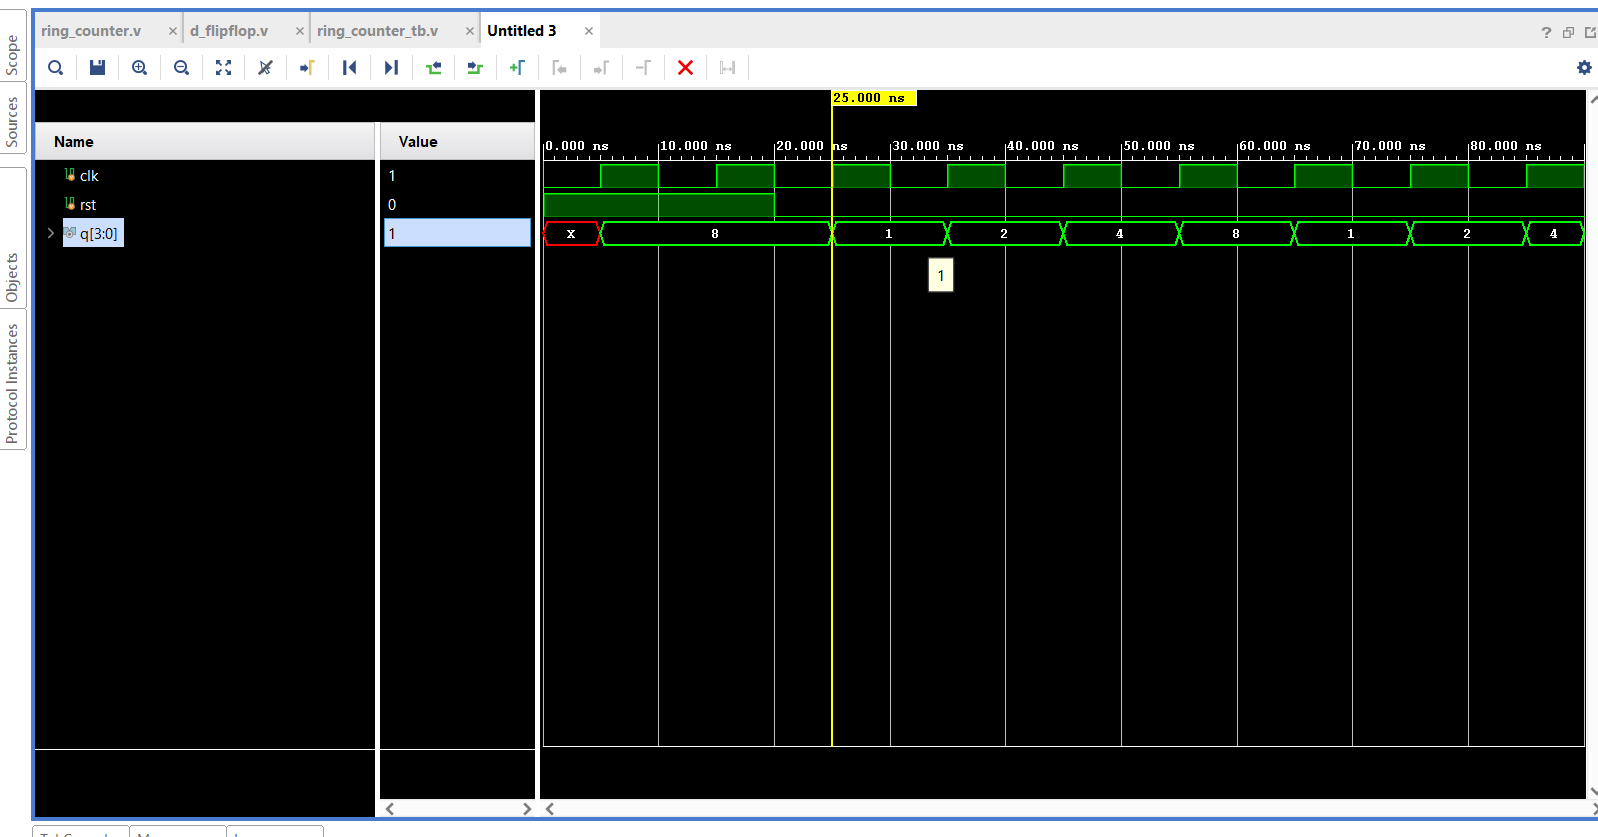 ring_counter.v × d_flipflop.v × ring_counter_tb.v × Untitled 3 ×
?
Scope
Sources
Objects
Protocol Instances
25.000 ns
Name Value
0.000 ns 10.000 ns 20.000 ns 30.000 ns 40.000 ns 50.000 ns 60.000 ns 70.000 ns 80.000 ns
clk 1
rst 0
q[3:0] 1 X 8 1 2 4 8 1 2 4
1